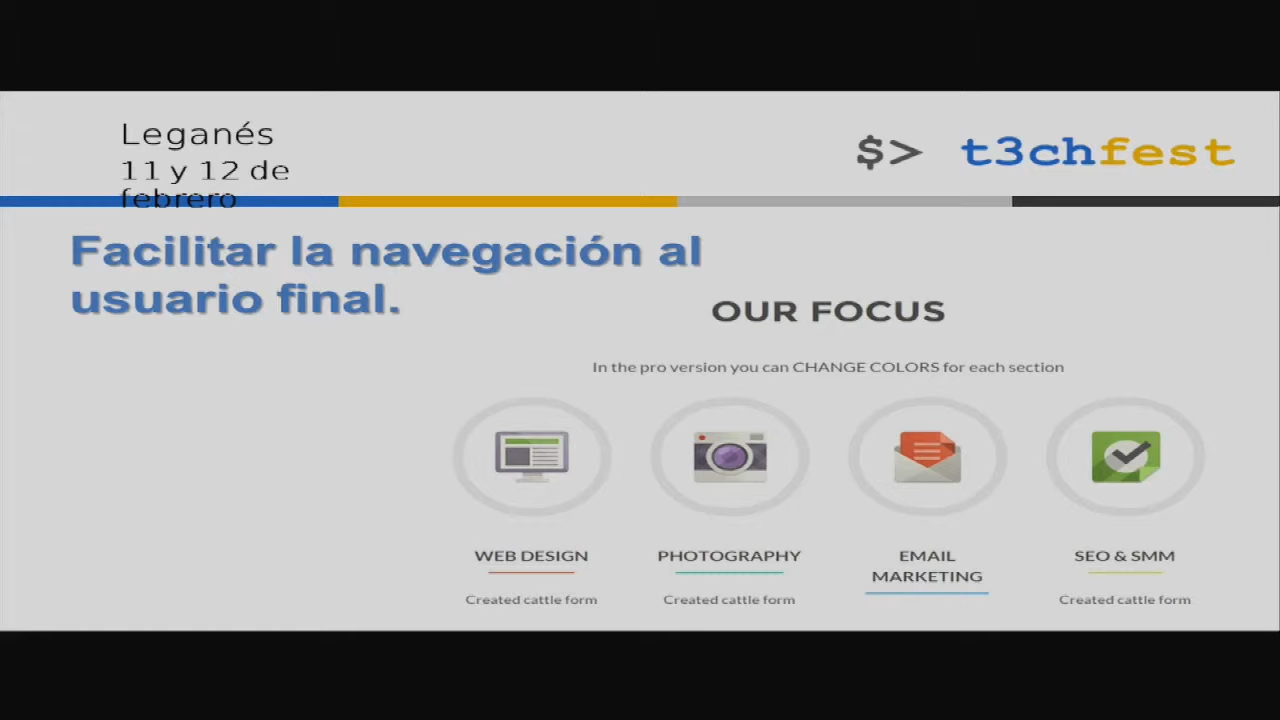 Leganés
11 y 12 de
febrero
$> t3chfest
Facilitar la navegación al
usuario final.
OUR FOCUS
In the pro version you can CHANGE COLORS for each section
WEB DESIGN
PHOTOGRAPHY
EMAIL
MARKETING
SEO & SMM
Created cattle form
Created cattle form
Created cattle form